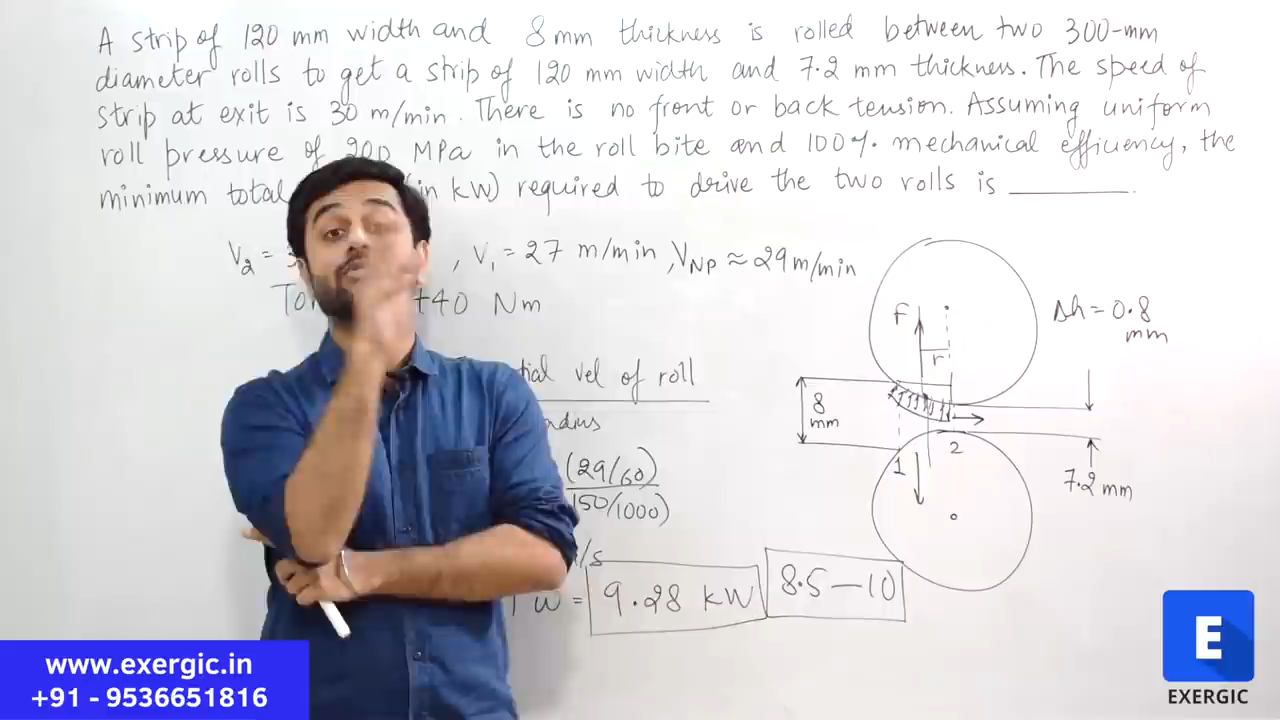 A strip of 120 mm width and 8 mm thickness is rolled between two 300-mm
diameter rolls to get a strip of 120 mm width and 7.2 mm thickness. The speed of
strip at exit is 30 m/min. There is no front or back tension. Assuming uniform
roll pressure of 200 MPa in the roll bite and 100% mechanical efficiency, the
minimum total (in kW) required to drive the two rolls is ________
V2 = , V1 = 27 m/min, VNP ≈ 29 m/min
40 Nm
vel of roll
(29/60)
150/1000)
/s
= 9.28 kW 8.5 – 10
F
r
Δh = 0.8
mm
8
mm
1
2
7.2 mm
www.exergic.in
+91 - 9536651816
E
EXERGIC